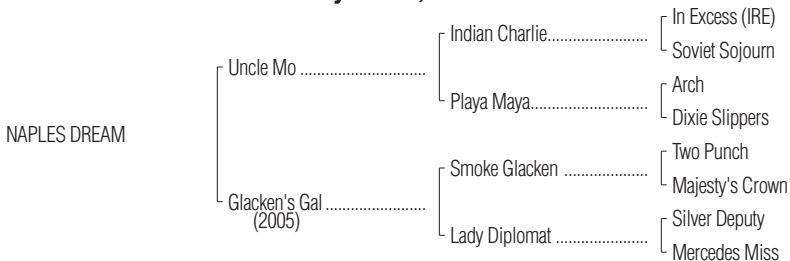 In Excess (IRE)
Indian Charlie........................
Soviet Sojourn
Uncle Mo .............................
Arch
Playa Maya............................
Dixie Slippers
NAPLES DREAM
Two Punch
Smoke Glacken ....................
Majesty's Crown
Glacken's Gal .......................
(2005)
Silver Deputy
Lady Diplomat ......................
Mercedes Miss